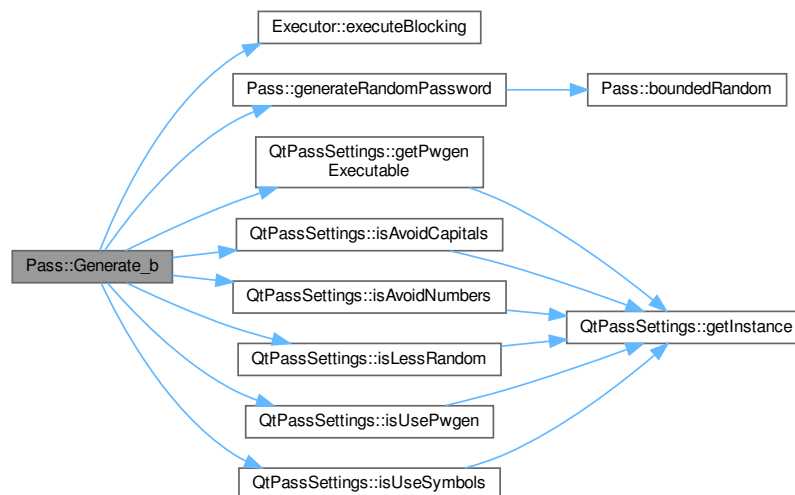 Executor::executeBlocking
Pass::generateRandomPassword
Pass::boundedRandom
QtPassSettings::getPwgen
Executable
QtPassSettings::isAvoidCapitals
Pass::Generate_b
QtPassSettings::isAvoidNumbers
QtPassSettings::getInstance
QtPassSettings::isLessRandom
QtPassSettings::isUsePwgen
QtPassSettings::isUseSymbols